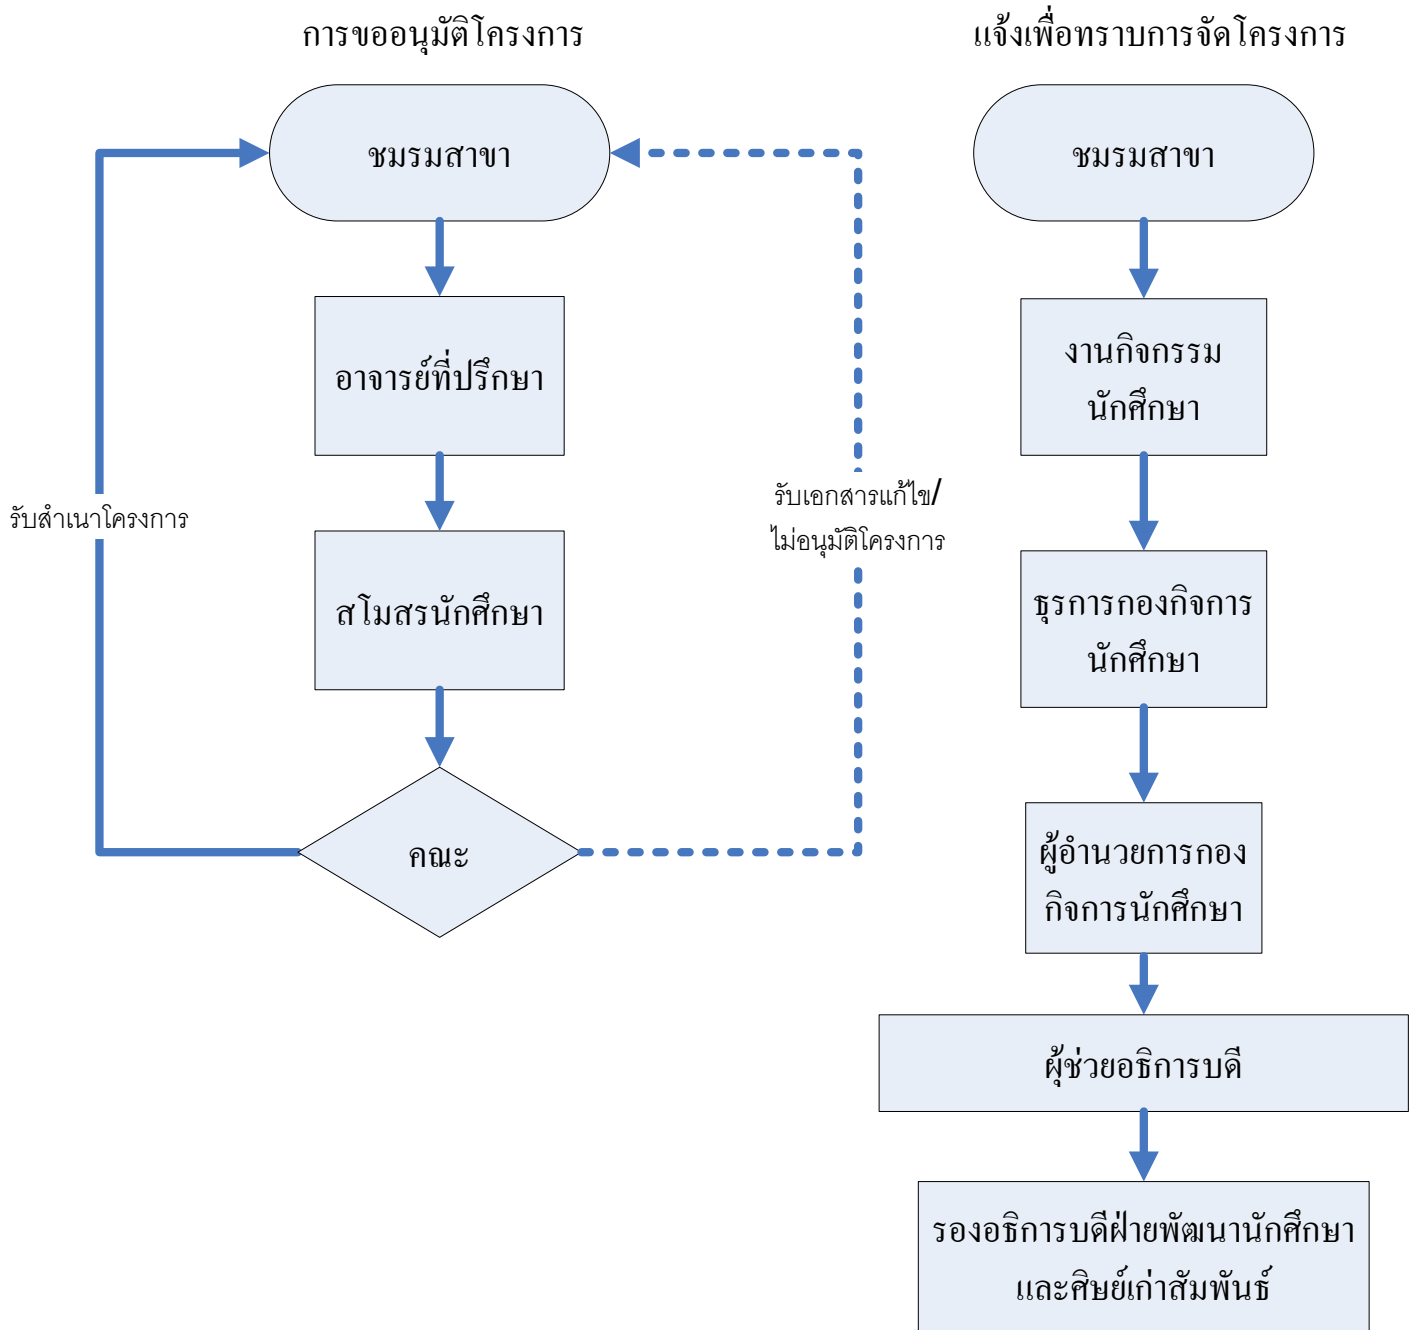 การขออนุมัติโครงการ
ชมรมสาขา
อาจารย์ที่ปรึกษา
รับสำเนาโครงการ
รับเอกสารแก้ไข/
ไม่อนุมัติโครงการ
สโมสรนักศึกษา
คณะ
แจ้งเพื่อทราบการจัดโครงการ
ชมรมสาขา
งานกิจกรรม
นักศึกษา
ธุรการกองกิจการ
นักศึกษา
ผู้อำนวยการกอง
กิจการนักศึกษา
ผุ้ช่วยอธิการบดี
รองอธิการบดีฝ่ายพัฒนานักศึกษา
และศิษย์เก่าสัมพันธ์